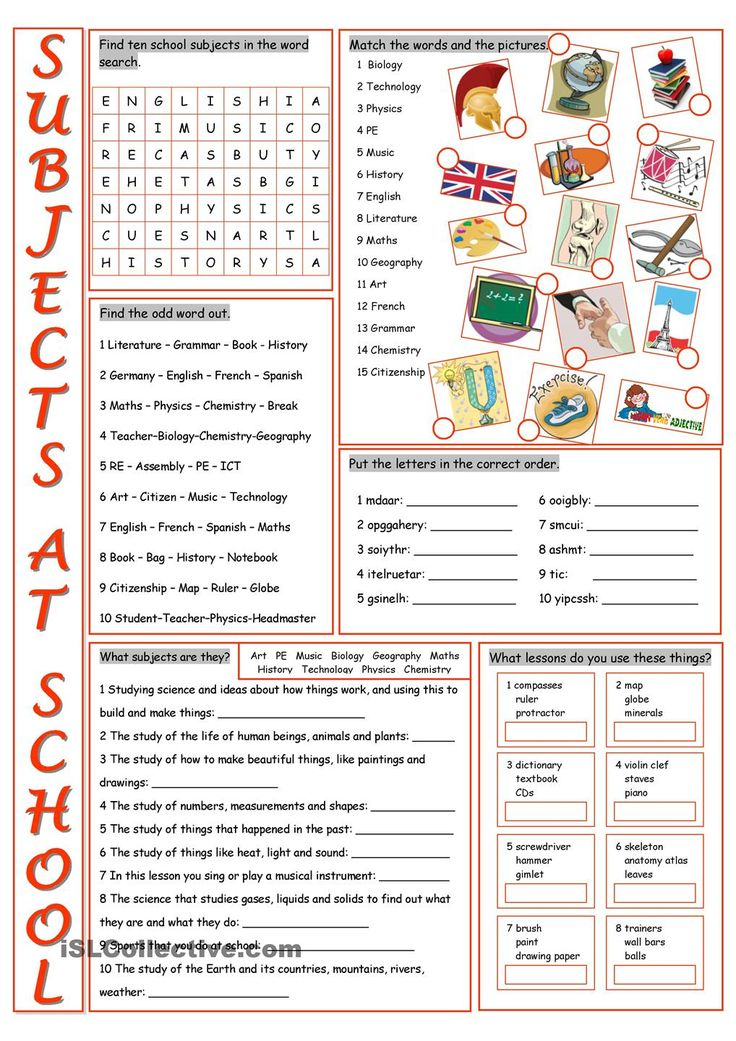 SUBJECTS AT SCHOOL
Find ten school subjects in the word
search.
E N G L I S H I A
F R I M U S I C O
R E C A S B U T Y
E H E T A S B G I
N O P H Y S I C S
C U E S N A R T L
H I S T O R Y S A
Match the words and the pictures.
1 Biology
2 Technology
3 Physics
4 PE
5 Music
6 History
7 English
8 Literature
9 Maths
10 Geography
11 Art
12 French
13 Grammar
14 Chemistry
15 Citizenship
2+2=?
Exercise!
ADJECTIVE
Find the odd word out.
1 Literature – Grammar – Book - History
2 Germany – English – French – Spanish
3 Maths – Physics – Chemistry – Break
4 Teacher–Biology–Chemistry–Geography
5 RE – Assembly – PE – ICT
6 Art – Citizen – Music – Technology
7 English – French – Spanish – Maths
8 Book – Bag – History – Notebook
9 Citizenship – Map – Ruler – Globe
10 Student–Teacher–Physics–Headmaster
Put the letters in the correct order.
1 mdaar: _______________
2 opggahery: ____________
3 soiythr: _______________
4 itelruetar: _____________
5 gsinelh: _______________
6 ooigbly: _______________
7 smcui: ________________
8 ashmt: ________________
9 tic: _______________
10 yipcssh: _______________
What subjects are they?
Art PE Music Biology Geography Maths
History Technology Physics Chemistry
1 Studying science and ideas about how things work, and using this to
build and make things: _____________________
2 The study of the life of human beings, animals and plants: ______
3 The study of how to make beautiful things, like paintings and
drawings: __________________
4 The study of numbers, measurements and shapes: ____________
5 The study of things that happened in the past: ______________
6 The study of things like heat, light and sound: ______________
7 In this lesson you sing or play a musical instrument: __________
8 The science that studies gases, liquids and solids to find out what
they are and what they do: __________________
9 Sports that you do at school: ______________________
10 The study of the Earth and its countries, mountains, rivers,
weather: ____________________
iSLCollective.com
What lessons do you use these things?
1 compasses
ruler
protractor
2 map
globe
minerals
3 dictionary
textbook
CDs
4 violin clef
staves
piano
5 screwdriver
hammer
gimlet
6 skeleton
anatomy atlas
leaves
7 brush
paint
drawing paper
8 trainers
wall bars
balls